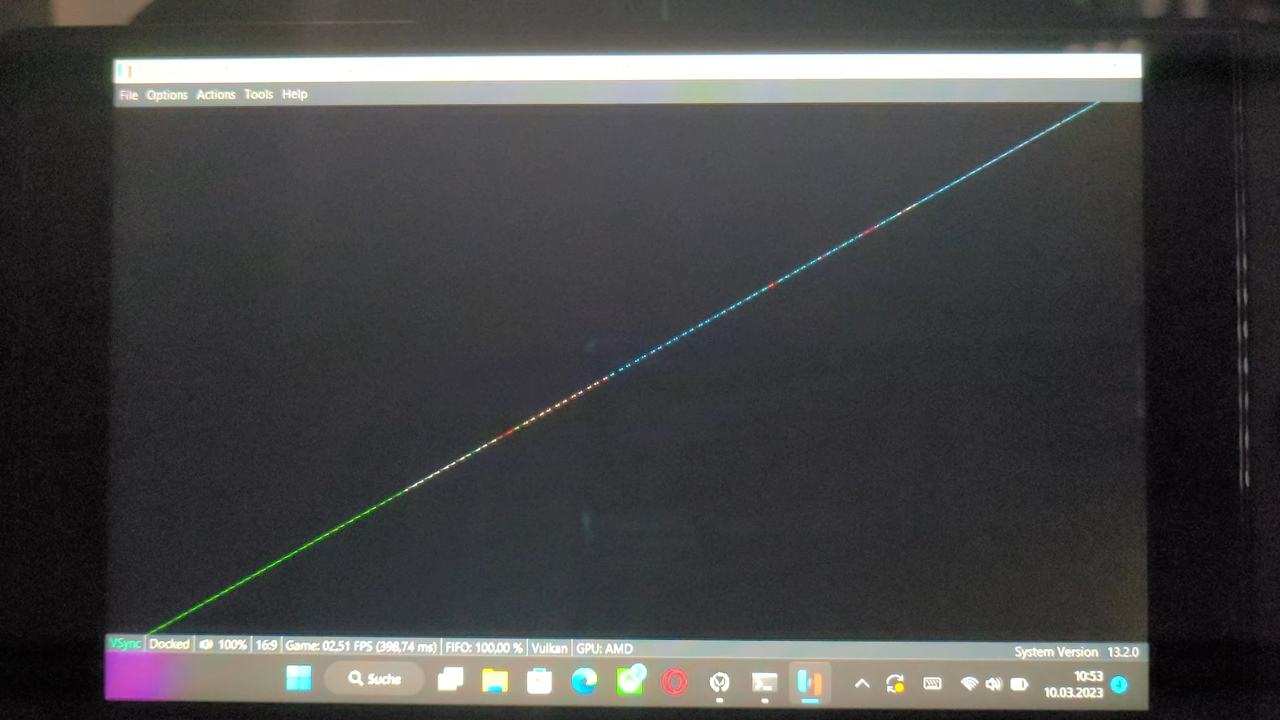 File Options Actions Tools Help
VSync Docked 100% 16:9 Game: 02.51 FPS (398,74 ms) FIFO: 100,00 % Vulkan GPU: AMD System Version 13.2.0
Suche
10:53
10.03.2023